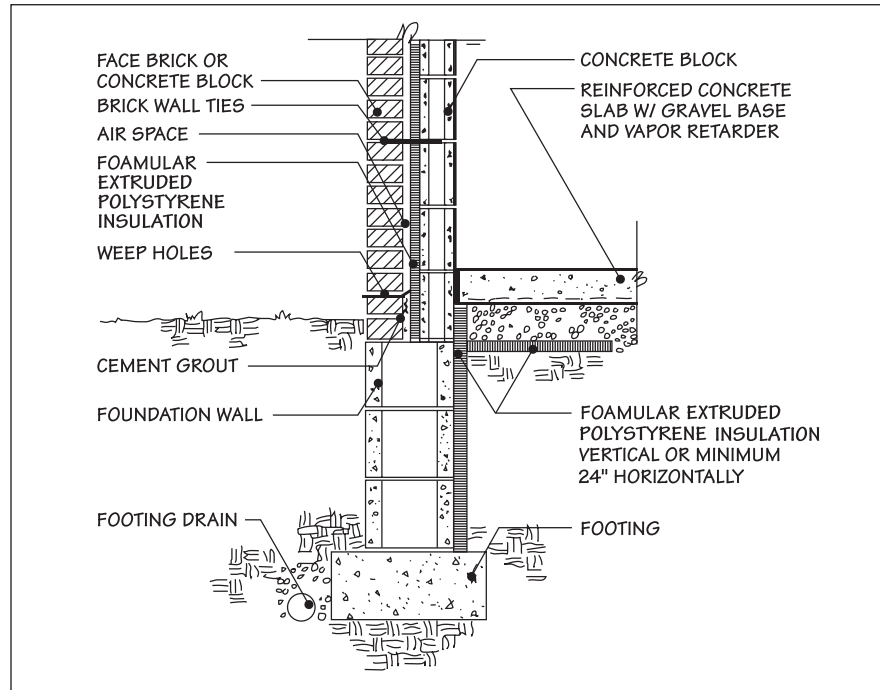 FACE BRICK OR
CONCRETE BLOCK
BRICK WALL TIES
AIR SPACE
FOAMULAR
EXTRUDED
POLYSTYRENE
INSULATION
WEEP HOLES
CEMENT GROUT
FOUNDATION WALL
FOOTING DRAIN
CONCRETE BLOCK
REINFORCED CONCRETE
SLAB W/ GRAVEL BASE
AND VAPOR RETARDER
FOAMULAR EXTRUDED
POLYSTYRENE INSULATION
VERTICAL OR MINIMUM
24" HORIZONTALLY
FOOTING